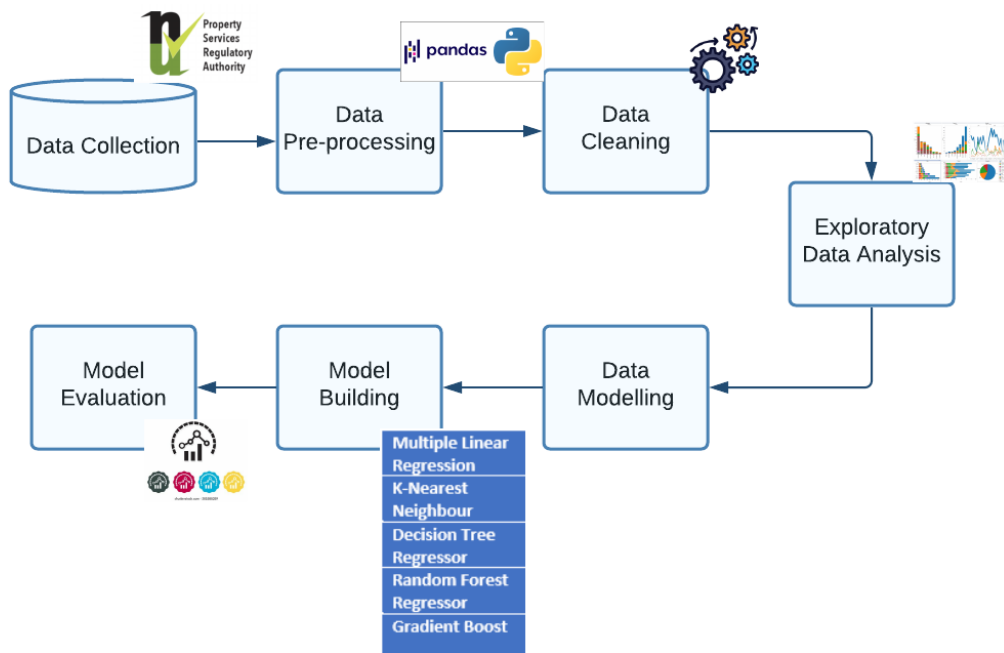 Property
Services
Regulatory
Authority
pandas
Data Collection
Data
Pre-processing
Data
Cleaning
Exploratory
Data Analysis
Model
Evaluation
Model
Building
Data
Modelling
Multiple Linear
Regression
K-Nearest
Neighbour
Decision Tree
Regressor
Random Forest
Regressor
Gradient Boost